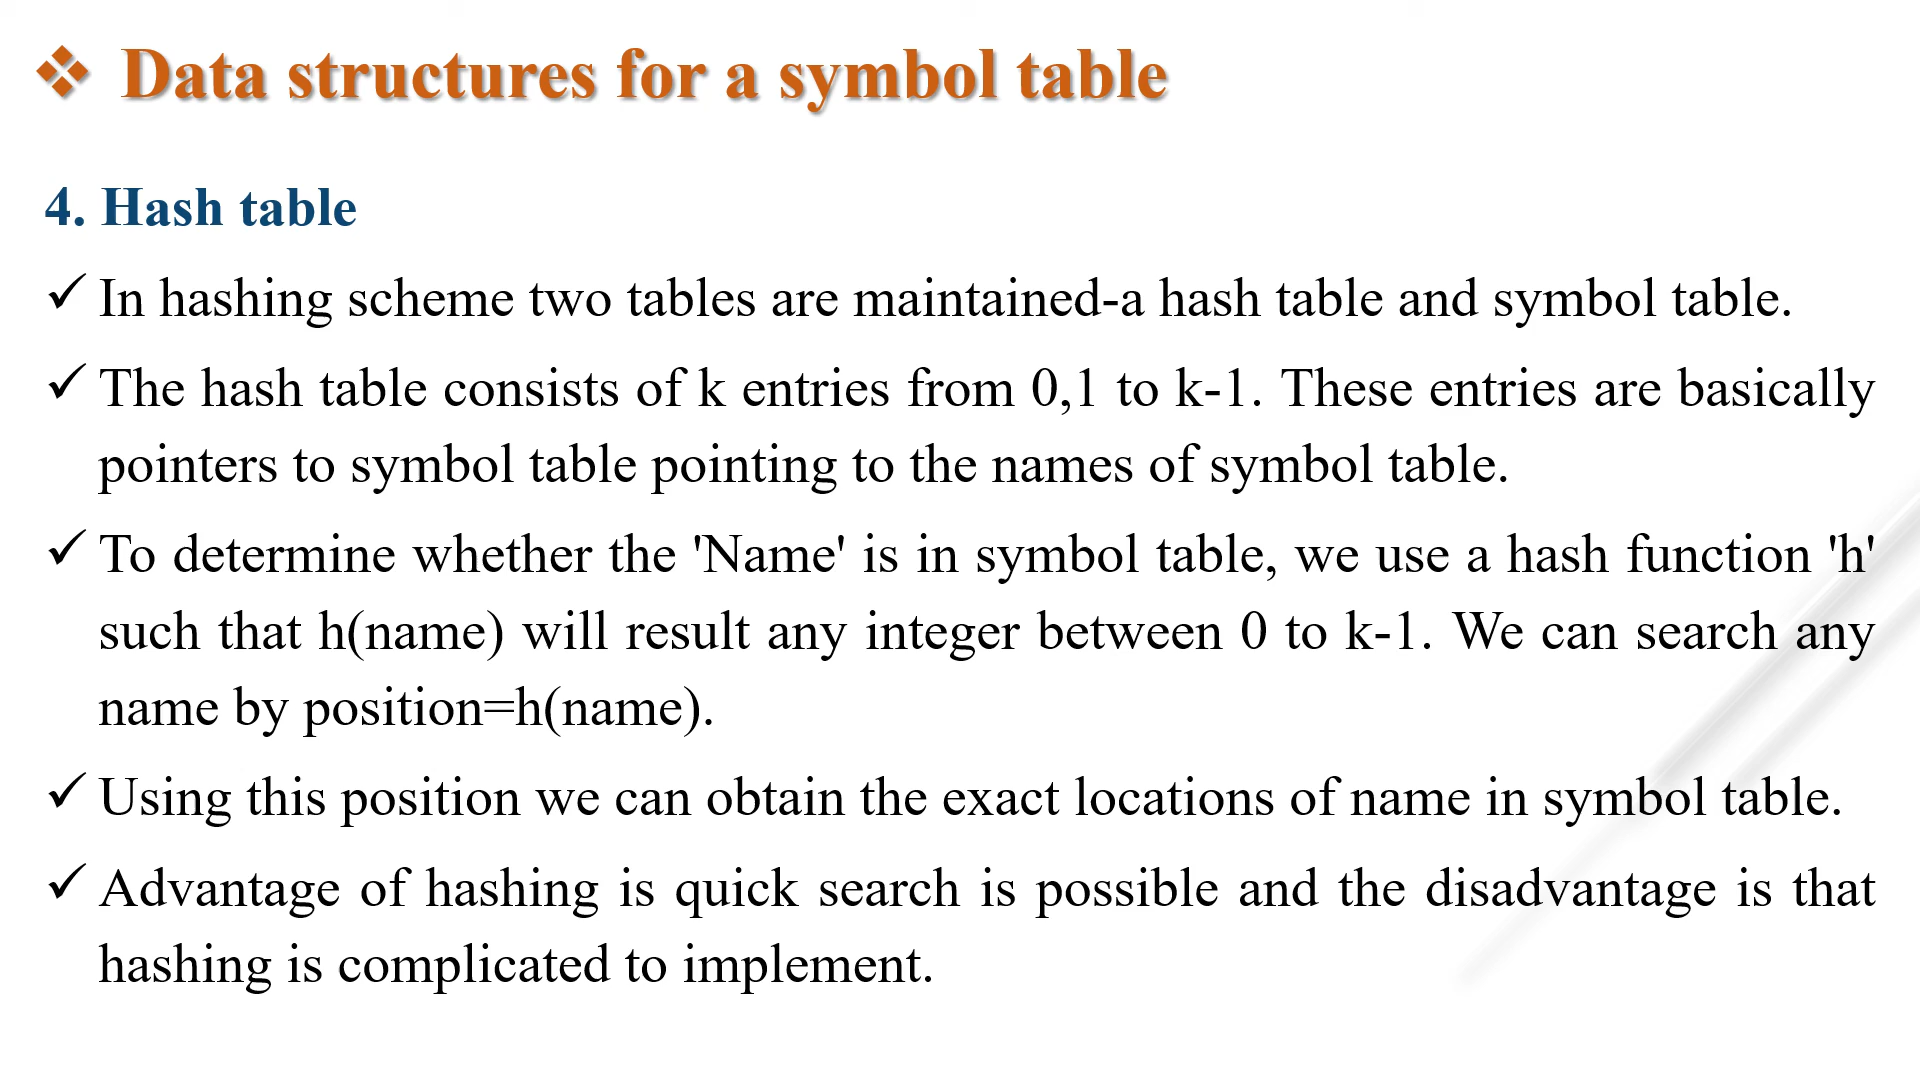 ❖ Data structures for a symbol table
4. Hash table
✓ In hashing scheme two tables are maintained-a hash table and symbol table.
✓ The hash table consists of k entries from 0,1 to k-1. These entries are basically
pointers to symbol table pointing to the names of symbol table.
✓ To determine whether the 'Name' is in symbol table, we use a hash function 'h'
such that h(name) will result any integer between 0 to k-1. We can search any
name by position=h(name).
✓ Using this position we can obtain the exact locations of name in symbol table.
✓ Advantage of hashing is quick search is possible and the disadvantage is that
hashing is complicated to implement.